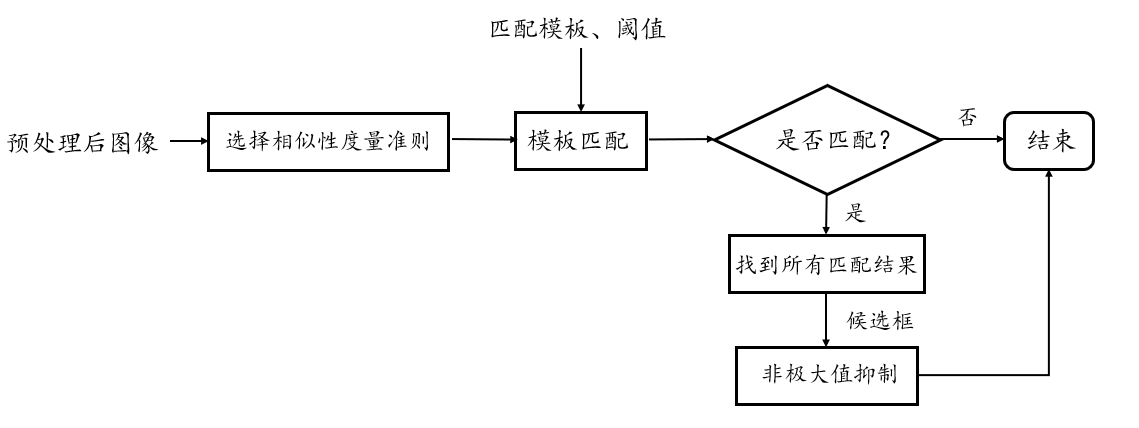 匹配模板、阈值
预处理后图像
选择相似性度量准则
模板匹配
是否匹配？
否
结束
是
找到所有匹配结果
候选框
非极大值抑制